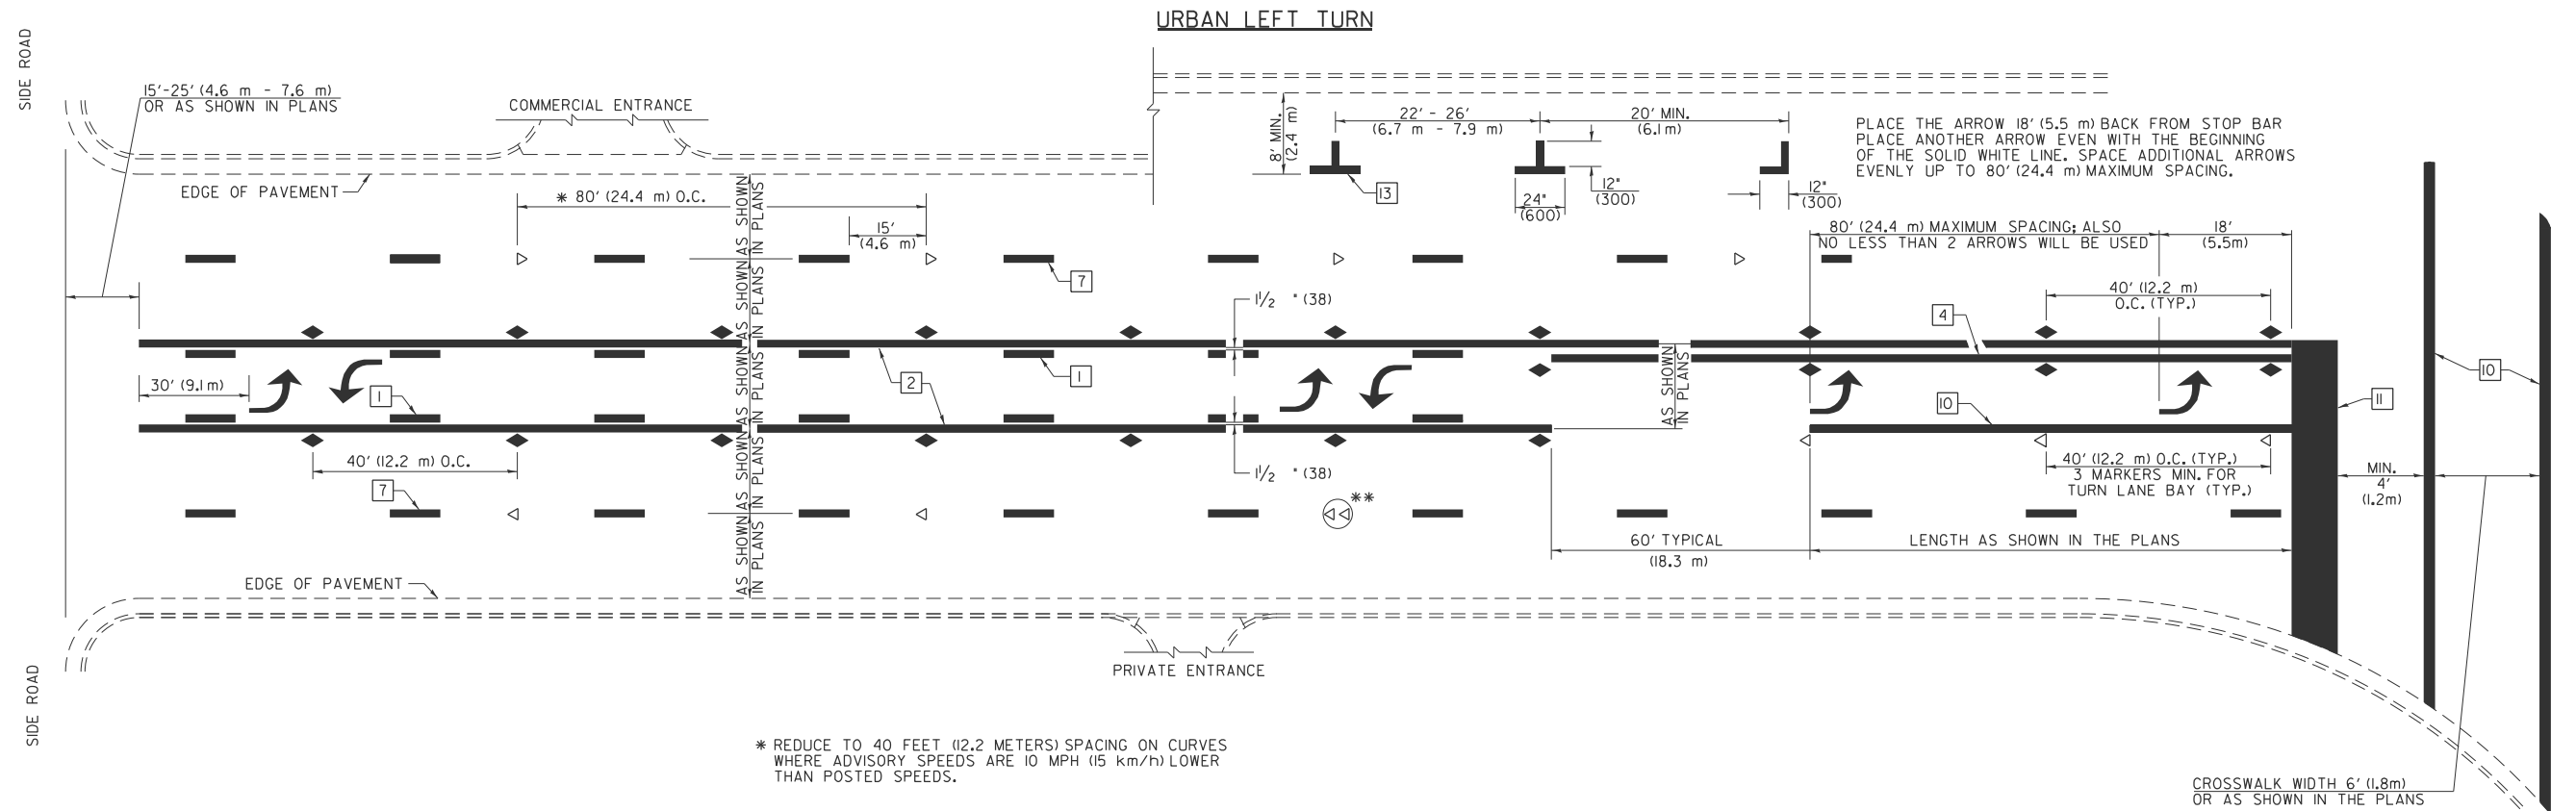 URBAN LEFT TURN
SIDE ROAD
15'-25' (4.6 m - 7.6 m)
OR AS SHOWN IN PLANS
COMMERCIAL ENTRANCE
EDGE OF PAVEMENT
* 80' (24.4 m) O.C.
15'
(4.6 m)
AS SHOWN
IN PLANS
AS SHOWN
IN PLANS
AS SHOWN
IN PLANS
AS SHOWN
IN PLANS
AS SHOWN
IN PLANS
8' MIN.
(2.4 m)
22' - 26'
(6.7 m - 7.9 m)
20' MIN.
(6.1m)
13
24"
(600)
12"
(300)
12"
(300)
PLACE THE ARROW 18' (5.5 m) BACK FROM STOP BAR
PLACE ANOTHER ARROW EVEN WITH THE BEGINNING
OF THE SOLID WHITE LINE. SPACE ADDITIONAL ARROWS
EVENLY UP TO 80' (24.4 m) MAXIMUM SPACING.
80' (24.4 m) MAXIMUM SPACING; ALSO
NO LESS THAN 2 ARROWS WILL BE USED
18'
(5.5m)
7
1 1/2 " (38)
40' (12.2 m)
O.C. (TYP.)
4
30' (9.1m)
1
2
1
AS SHOWN
IN PLANS
10
10
11
40' (12.2 m) O.C.
7
1 1/2 " (38)
**
40' (12.2 m) O.C. (TYP.)
3 MARKERS MIN. FOR
TURN LANE BAY (TYP.)
MIN.
4'
(1.2m)
60' TYPICAL
(18.3 m)
LENGTH AS SHOWN IN THE PLANS
EDGE OF PAVEMENT
SIDE ROAD
PRIVATE ENTRANCE
* REDUCE TO 40 FEET (12.2 METERS) SPACING ON CURVES
WHERE ADVISORY SPEEDS ARE 10 MPH (15 km/h) LOWER
THAN POSTED SPEEDS.
CROSSWALK WIDTH 6' (1.8m)
OR AS SHOWN IN THE PLANS